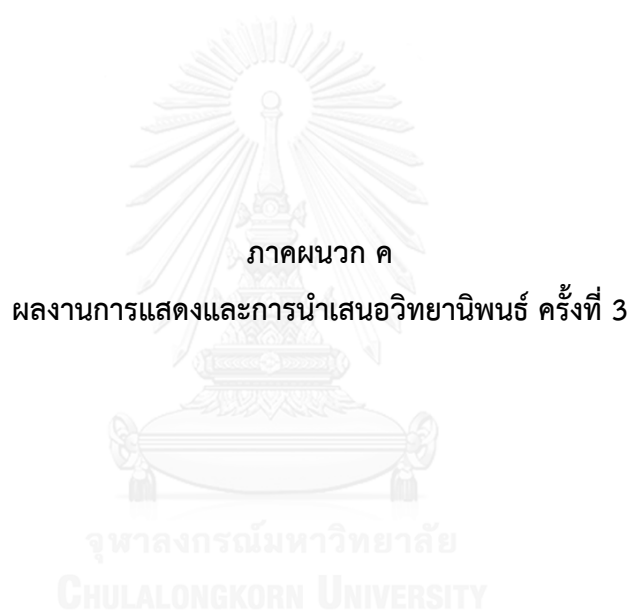 ภาคผนวก ค
ผลงานการแสดงและการนำเสนอวิทยานิพนธ์ ครั้งที่ 3
จุฬาลงกรณ์มหาวิทยาลัย
CHULALONGKORN UNIVERSITY